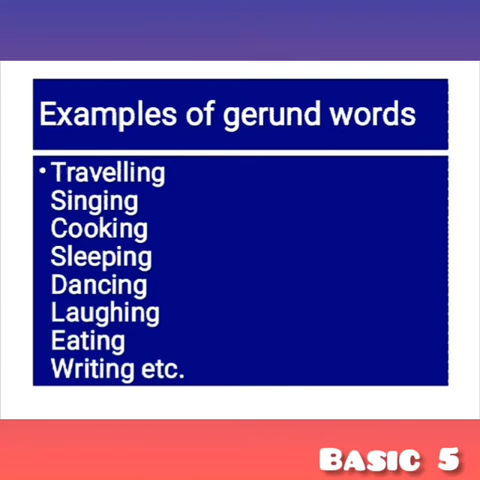 Examples of gerund words
• Travelling
Singing
Cooking
Sleeping
Dancing
Laughing
Eating
Writing etc.
BASIC 5